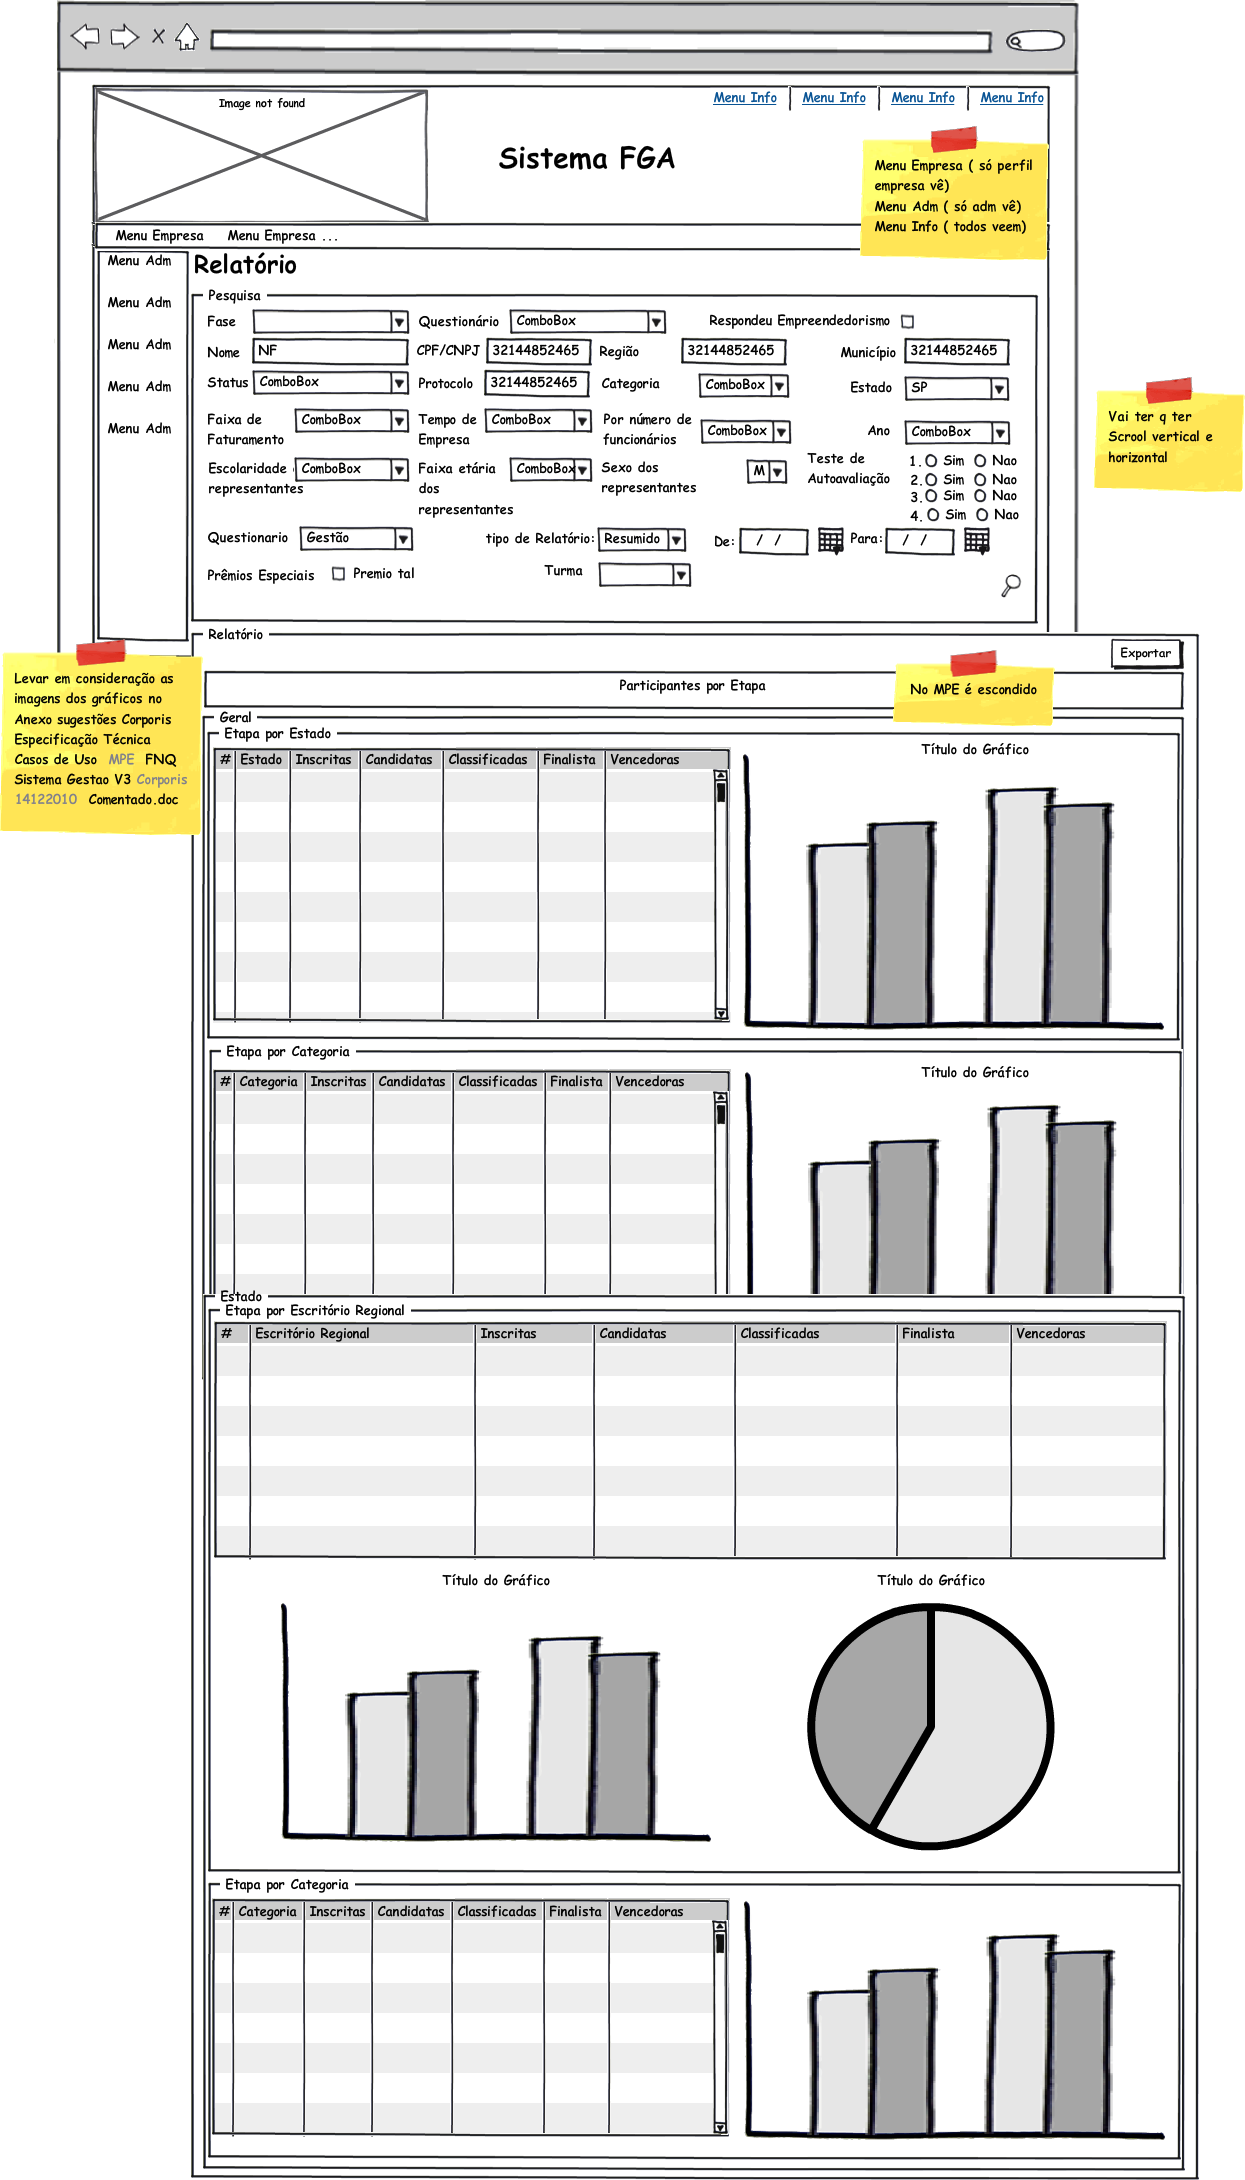 Image not found
Menu Info
Menu Info
Menu Info
Menu Info
Sistema FGA
Menu Empresa ( só perfil
empresa vê)
Menu Adm ( só adm vê)
Menu Info ( todos veem)
Menu Empresa Menu Empresa ...
Menu Adm
Menu Adm
Menu Adm
Menu Adm
Menu Adm
Relatório
Pesquisa
Fase
Questionário ComboBox
Respondeu Empreendedorismo
Nome NF
CPF/CNPJ 32144852465
Região 32144852465
Município 32144852465
Status ComboBox
Protocolo 32144852465
Categoria ComboBox
Estado SP
Faixa de
Faturamento
ComboBox
Tempo de
Empresa
ComboBox
Por número de
funcionários
ComboBox
Ano ComboBox
Escolaridade
representantes
ComboBox
Faixa etária
dos
representantes
ComboBox
Sexo dos
representantes
M
Teste de
Autoavaliação
1. Sim Nao
2. Sim Nao
3. Sim Nao
4. Sim Nao
Questionario Gestão
tipo de Relatório: Resumido
De: / /
Para: / /
Prêmios Especiais Premio tal
Turma
Vai ter q ter
Scrool vertical e
horizontal
Relatório
Exportar
Levar em consideração as
imagens dos gráficos no
Anexo sugestões Corporis
Especificação Técnica
Casos de Uso MPE FNQ
Sistema Gestao V3 Corporis
14122010 Comentado.doc
Participantes por Etapa
No MPE é escondido
Geral
Etapa por Estado
# Estado Inscritas Candidatas Classificadas Finalista Vencedoras
Título do Gráfico
Etapa por Categoria
# Categoria Inscritas Candidatas Classificadas Finalista Vencedoras
Título do Gráfico
Estado
Etapa por Escritório Regional
# Escritório Regional Inscritas Candidatas Classificadas Finalista Vencedoras
Título do Gráfico
Título do Gráfico
Etapa por Categoria
# Categoria Inscritas Candidatas Classificadas Finalista Vencedoras